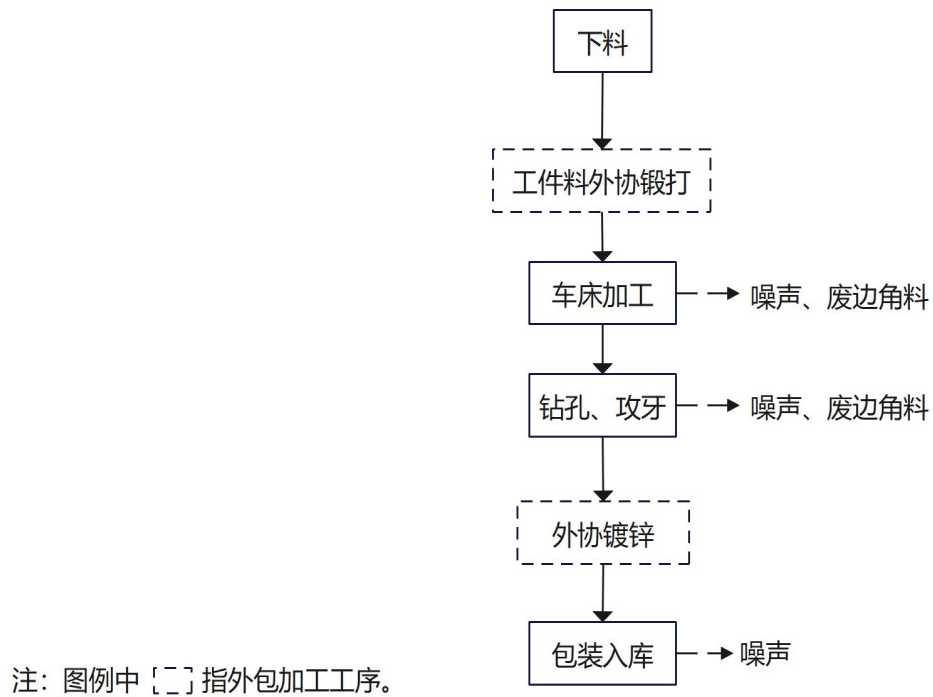 下料
工件料外协锻打
车床加工
噪声、废边角料
钻孔、攻牙
噪声、废边角料
外协镀锌
包装入库
噪声
注：图例中 指外包加工工序。